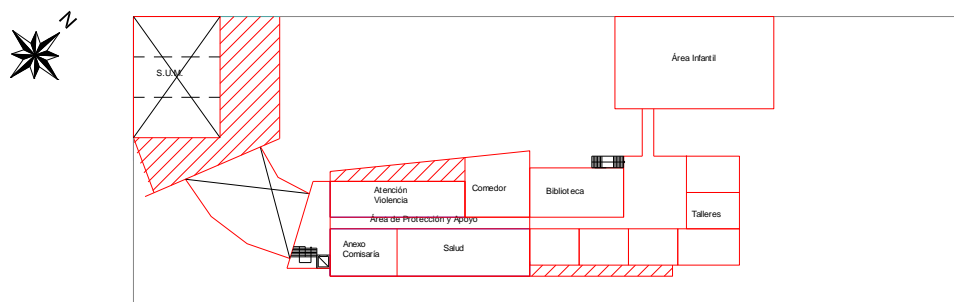 N
S.U.M.
Área Infantil
Atención
Violencia
Comedor
Biblioteca
Talleres
Área de Protección y Apoyo
Anexo
Comisaría
Salud